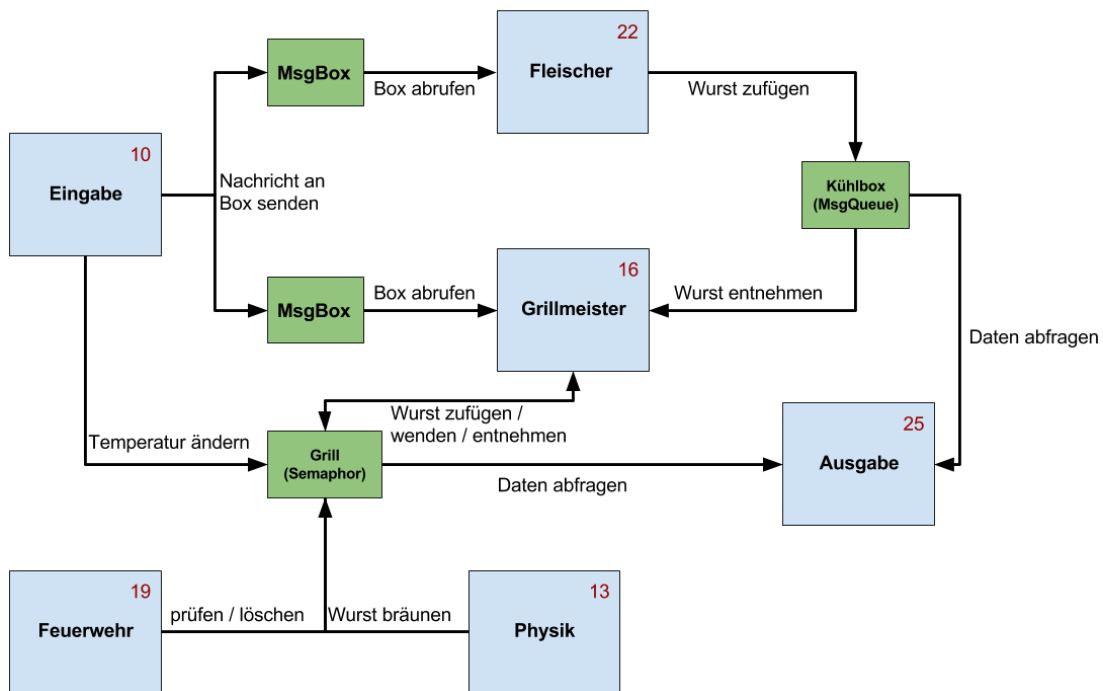 22
MsgBox
Fleischer
Box abrufen
Wurst zufügen
10
Eingabe
Nachricht an
Box senden
Kühlbox
(MsgQueue)
16
MsgBox
Box abrufen
Grillmeister
Wurst entnehmen
Daten abfragen
Wurst zufügen /
wenden / entnehmen
Temperatur ändern
Grill
(Semaphor)
25
Ausgabe
Daten abfragen
19
Feuerwehr
prüfen / löschen
Wurst bräunen
13
Physik